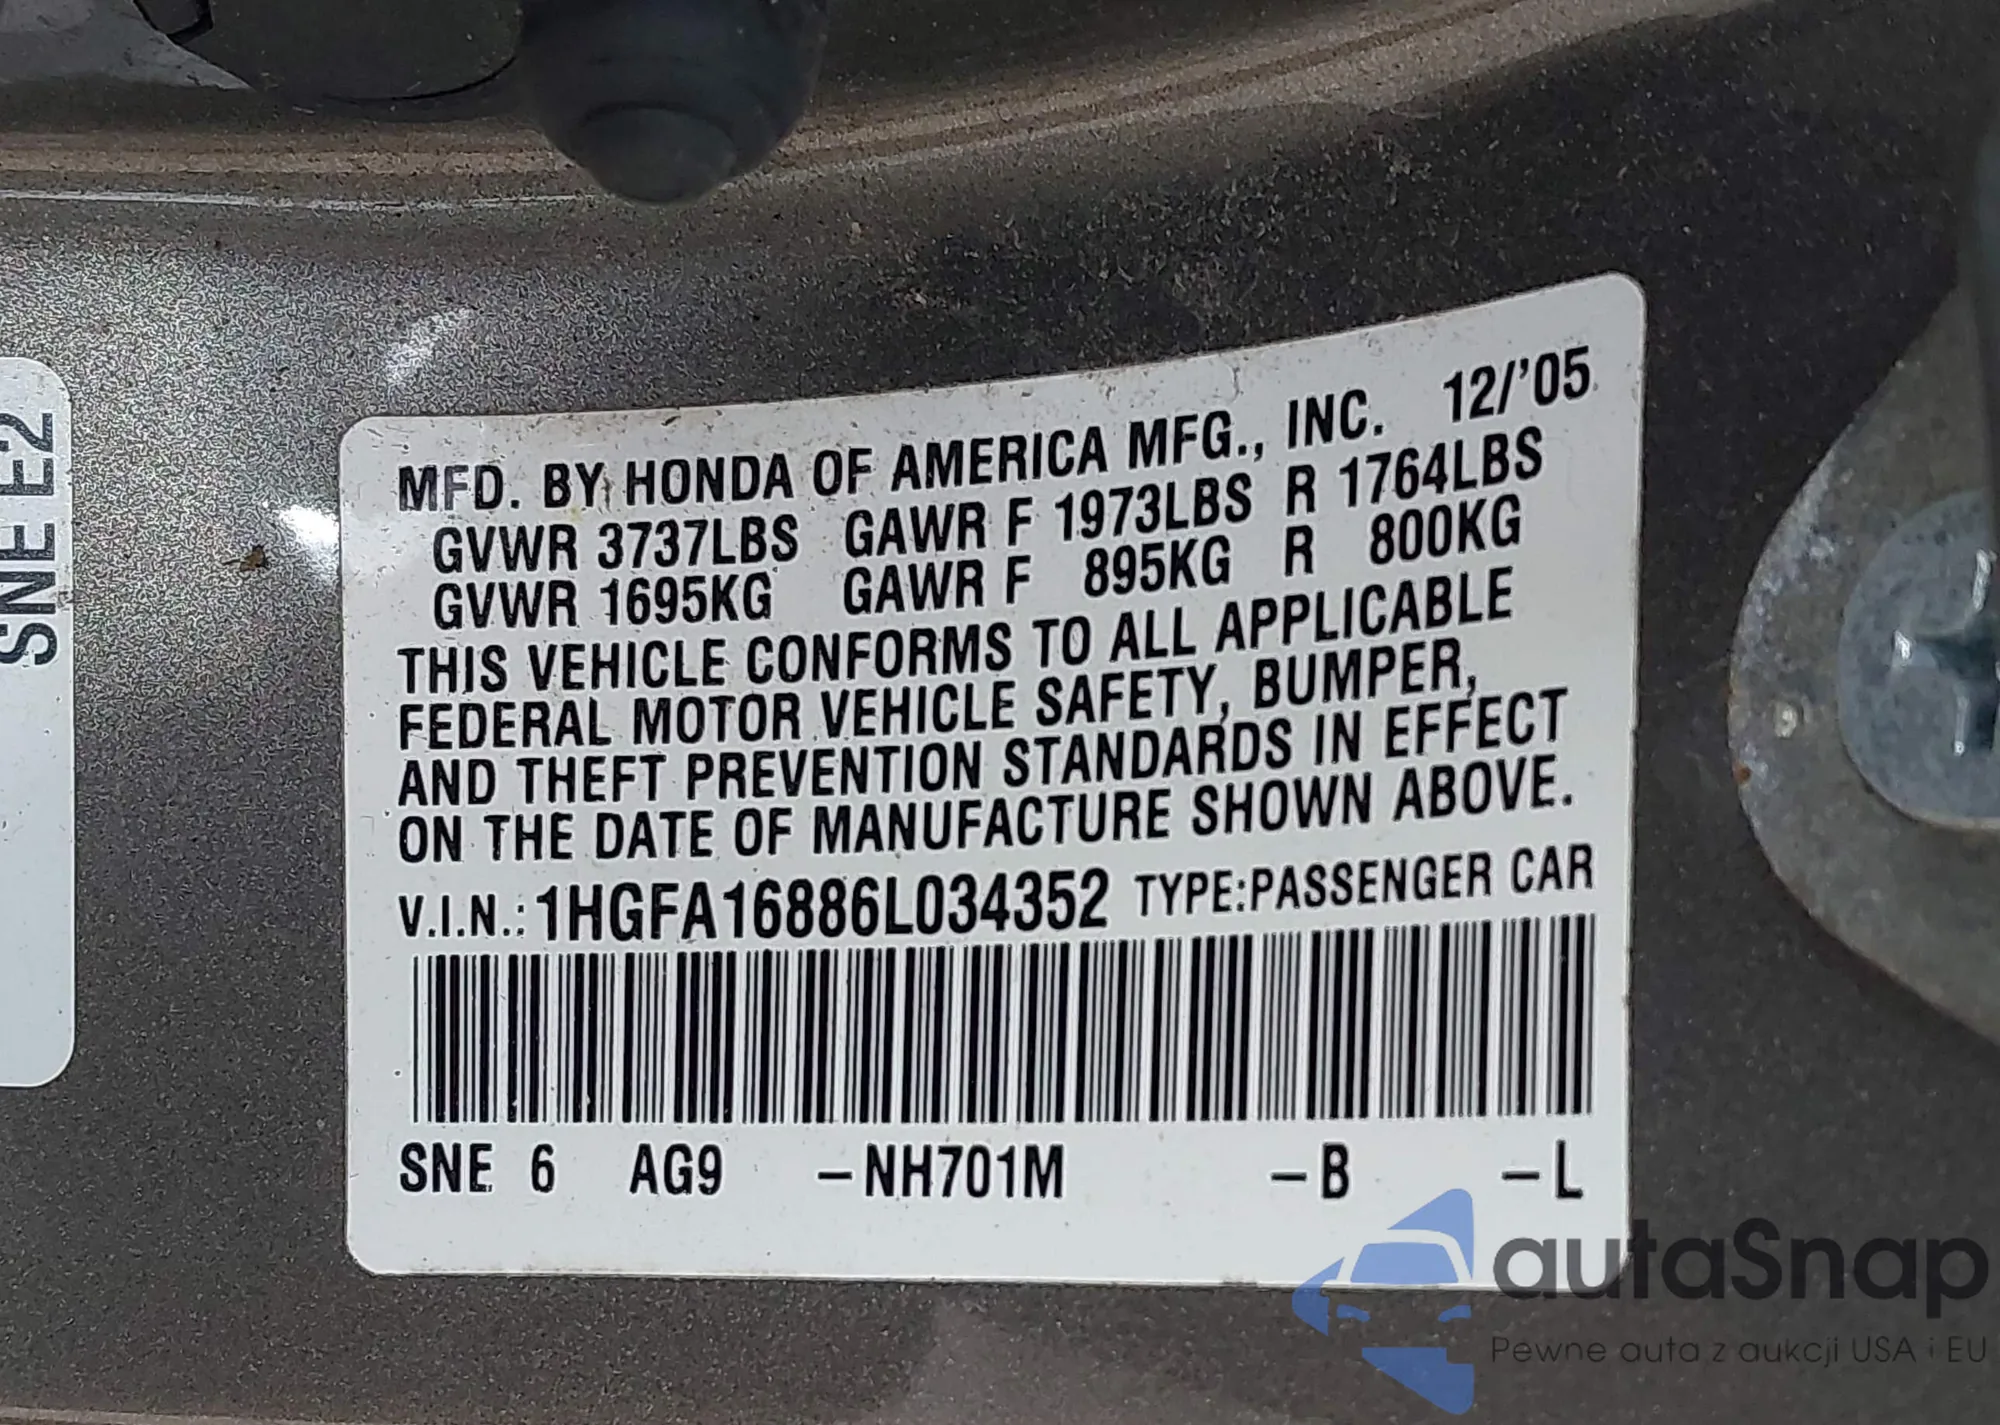 SNE E2
MFD. BY HONDA OF AMERICA MFG., INC. 12/'05
GVWR 3737LBS GAWR F 1973LBS R 1764LBS
GVWR 1695KG GAWR F 895KG R 800KG
THIS VEHICLE CONFORMS TO ALL APPLICABLE
FEDERAL MOTOR VEHICLE SAFETY, BUMPER,
AND THEFT PREVENTION STANDARDS IN EFFECT
ON THE DATE OF MANUFACTURE SHOWN ABOVE.
V.I.N.: 1HGFA16886L034352 TYPE:PASSENGER CAR
SNE 6 AG9 –NH701M –B –L
autaSnap
Pewne auta z aukcji USA i EU